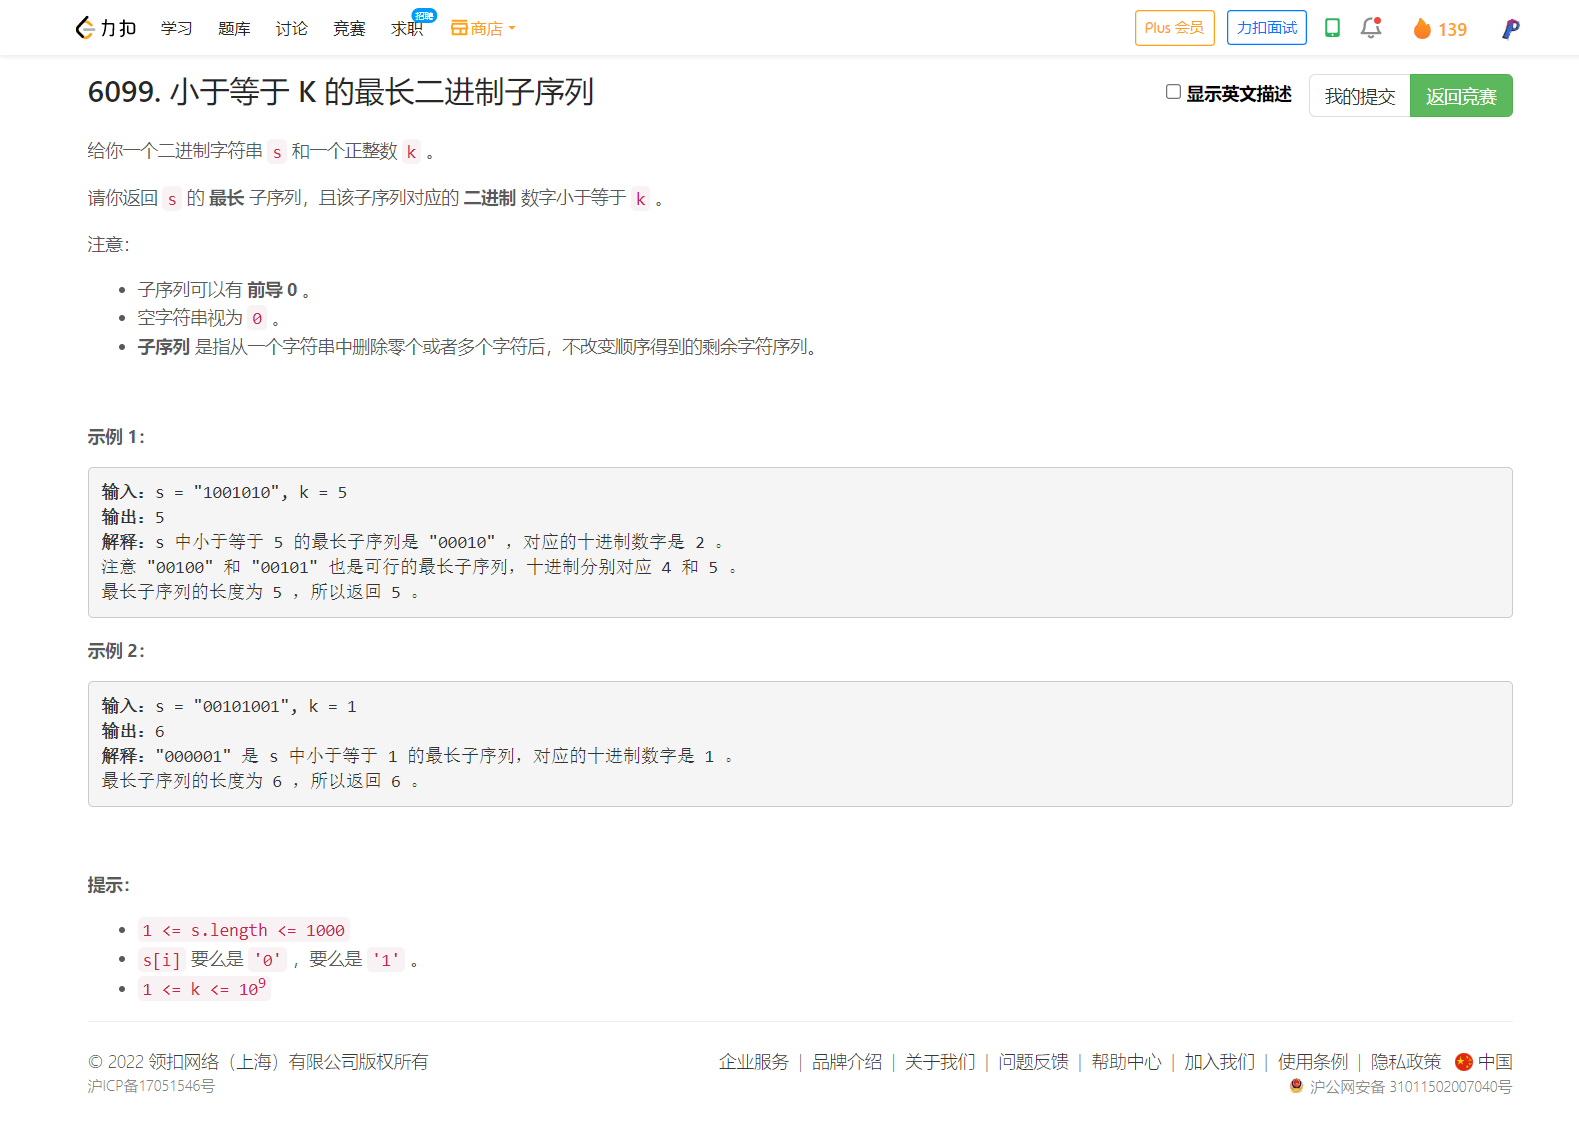 力扣 学习 题库 讨论 竞赛 求职 招聘 商店 Plus 会员 力扣面试 139
6099. 小于等于 K 的最长二进制子序列 显示英文描述 我的提交 返回竞赛
给你一个二进制字符串 s 和一个正整数 k 。
请你返回 s 的 最长 子序列，且该子序列对应的 二进制 数字小于等于 k 。
注意：
子序列可以有 前导 0 。
空字符串视为 0 。
子序列 是指从一个字符串中删除零个或者多个字符后，不改变顺序得到的剩余字符序列。
示例 1：
输入：s = "1001010", k = 5
输出：5
解释：s 中小于等于 5 的最长子序列是 "00010" ，对应的十进制数字是 2 。
注意 "00100" 和 "00101" 也是可行的最长子序列，十进制分别对应 4 和 5 。
最长子序列的长度为 5 ，所以返回 5 。
示例 2：
输入：s = "00101001", k = 1
输出：6
解释："000001" 是 s 中小于等于 1 的最长子序列，对应的十进制数字是 1 。
最长子序列的长度为 6 ，所以返回 6 。
提示：
1 <= s.length <= 1000
s[i] 要么是 '0' ，要么是 '1' 。
1 <= k <= 10⁹
© 2022 领扣网络（上海）有限公司版权所有 企业服务 | 品牌介绍 | 关于我们 | 问题反馈 | 帮助中心 | 加入我们 | 使用条例 | 隐私政策 中国
沪ICP备17051546号 沪公网安备 31011502007040号